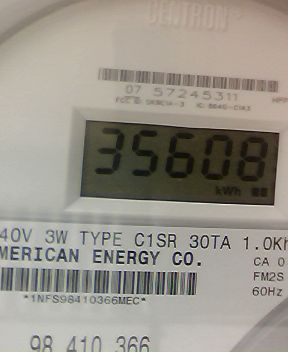 CENTRON
07 57245311
35608
kWh
40V 3W TYPE C1SR 30TA 1.0Kh
MERICAN ENERGY CO.
CA 0
FM2S
60Hz
*1NFS98410366MEC*
98 410 366